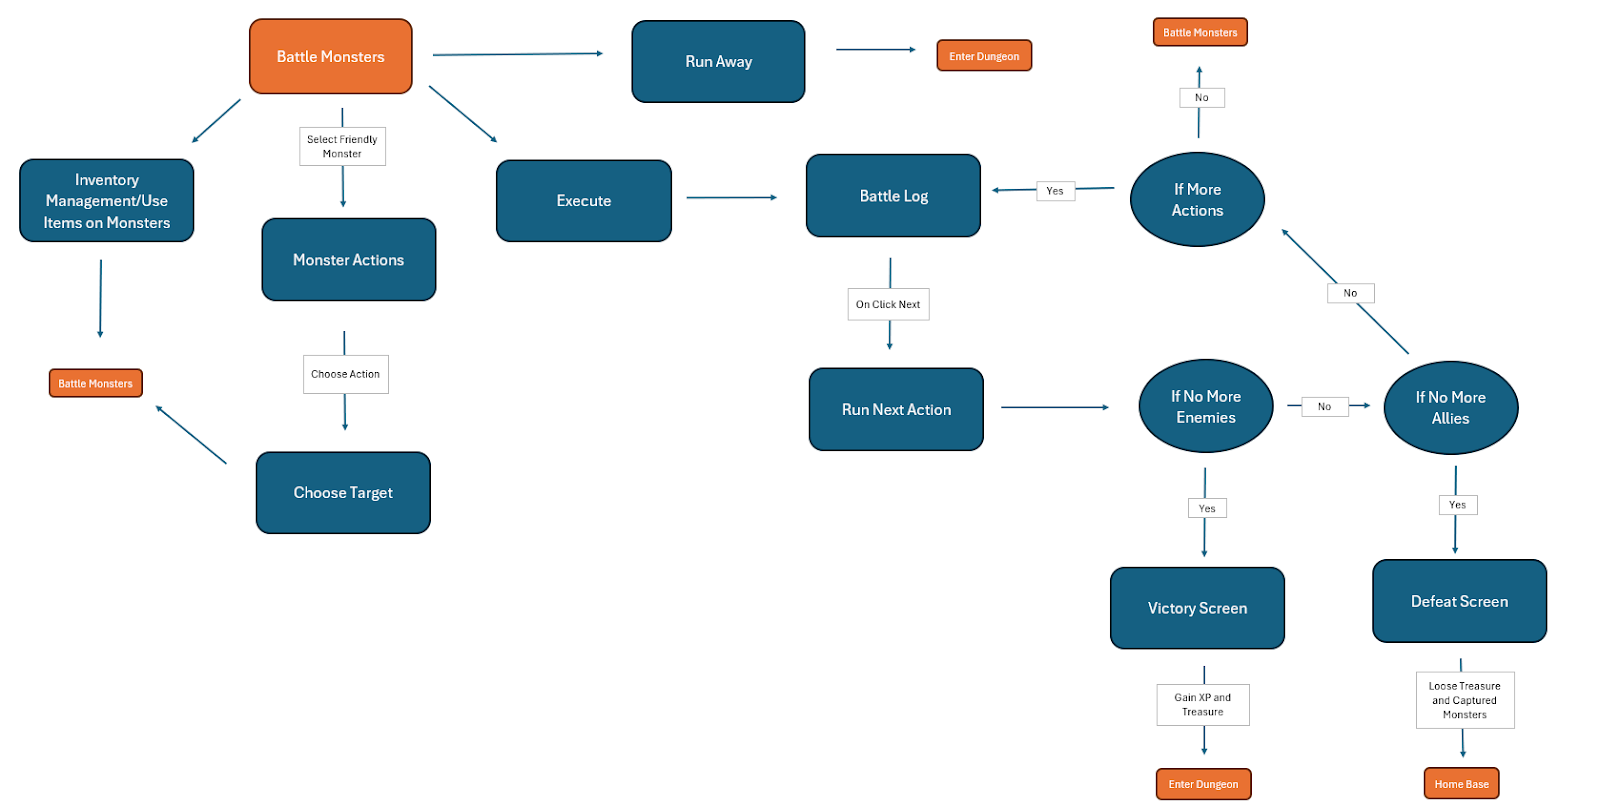 Battle Monsters
Run Away
Enter Dungeon
Battle Monsters
No
Select Friendly
Monster
Inventory
Management/Use
Items on Monsters
Execute
Battle Log
Yes
If More
Actions
Monster Actions
On Click Next
No
Choose Action
Battle Monsters
Run Next Action
If No More
Enemies
No
If No More
Allies
Choose Target
Yes
Yes
Victory Screen
Defeat Screen
Gain XP and
Treasure
Loose Treasure
and Captured
Monsters
Enter Dungeon
Home Base